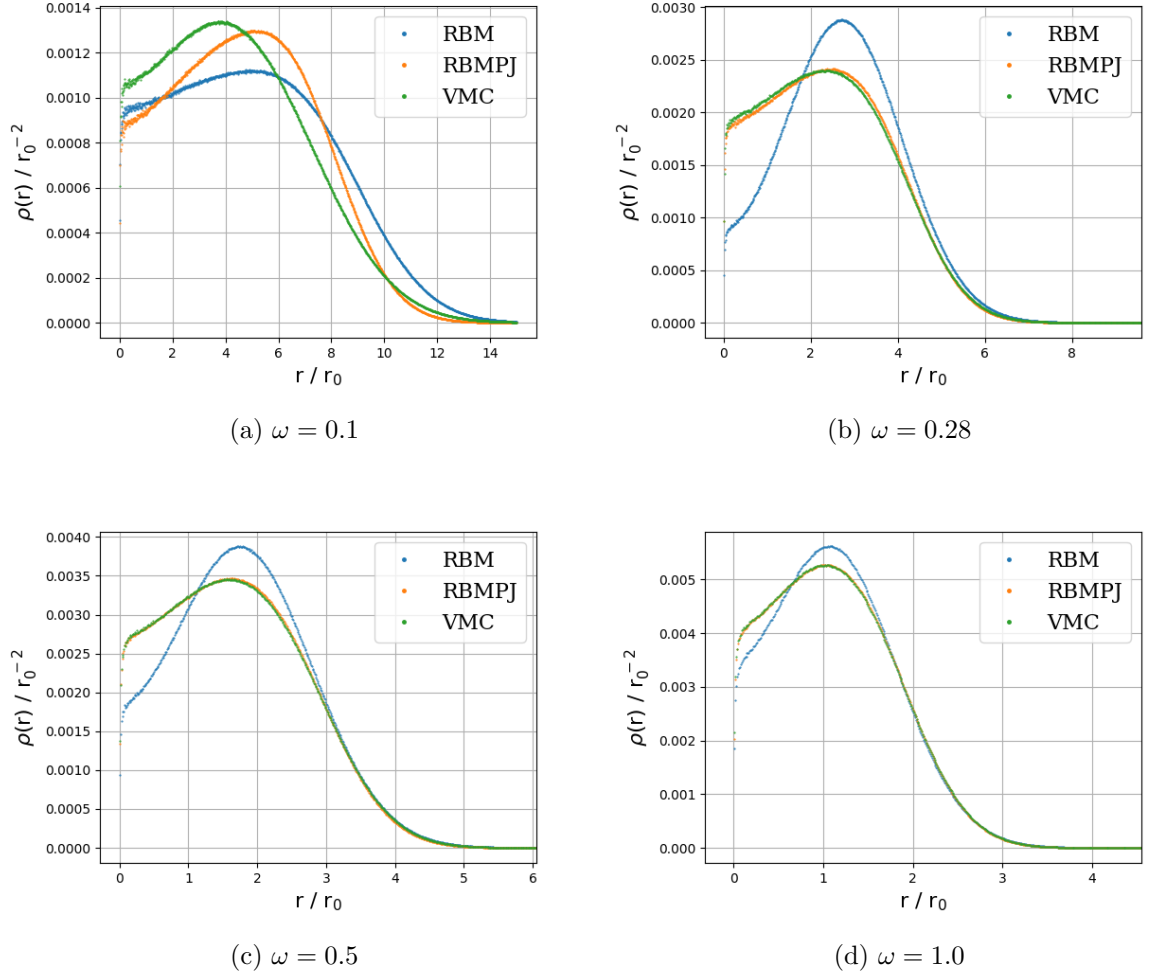 0.0014
0.0012
0.0010
0.0008
0.0006
0.0004
0.0002
0.0000
ρ(r) / r₀⁻²
0 2 4 6 8 10 12 14
r / r₀
RBM
RBMPJ
VMC
(a) ω = 0.1
0.0030
0.0025
0.0020
0.0015
0.0010
0.0005
0.0000
ρ(r) / r₀⁻²
0 2 4 6 8
r / r₀
RBM
RBMPJ
VMC
(b) ω = 0.28
0.0040
0.0035
0.0030
0.0025
0.0020
0.0015
0.0010
0.0005
0.0000
ρ(r) / r₀⁻²
0 1 2 3 4 5 6
r / r₀
RBM
RBMPJ
VMC
(c) ω = 0.5
0.005
0.004
0.003
0.002
0.001
0.000
ρ(r) / r₀⁻²
0 1 2 3 4
r / r₀
RBM
RBMPJ
VMC
(d) ω = 1.0